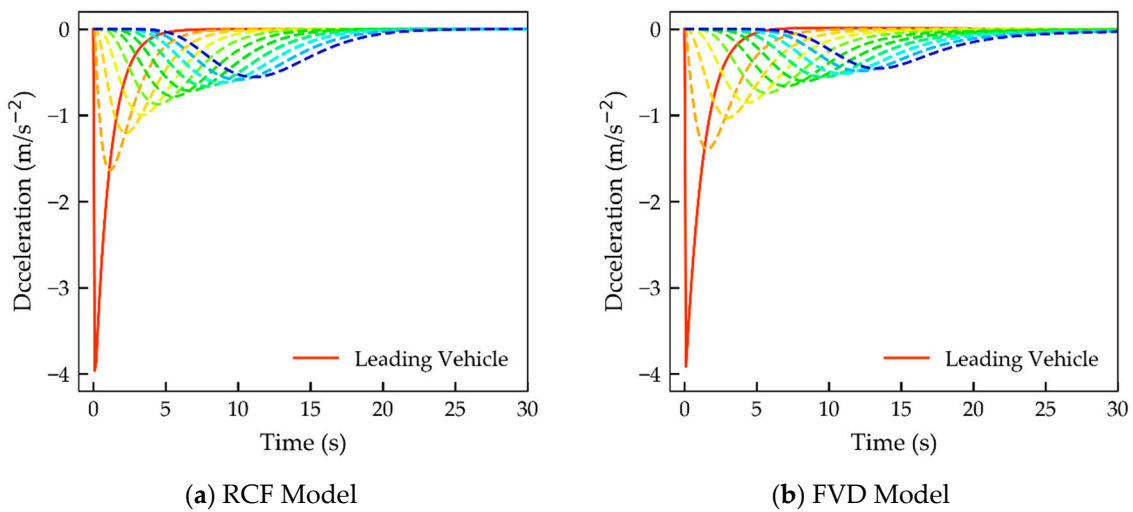 0
−1
−2
−3
−4
Dcceleration (m/s−2)
Leading Vehicle
0 5 10 15 20 25 30
Time (s)
(a) RCF Model
0
−1
−2
−3
−4
Dcceleration (m/s−2)
Leading Vehicle
0 5 10 15 20 25 30
Time (s)
(b) FVD Model